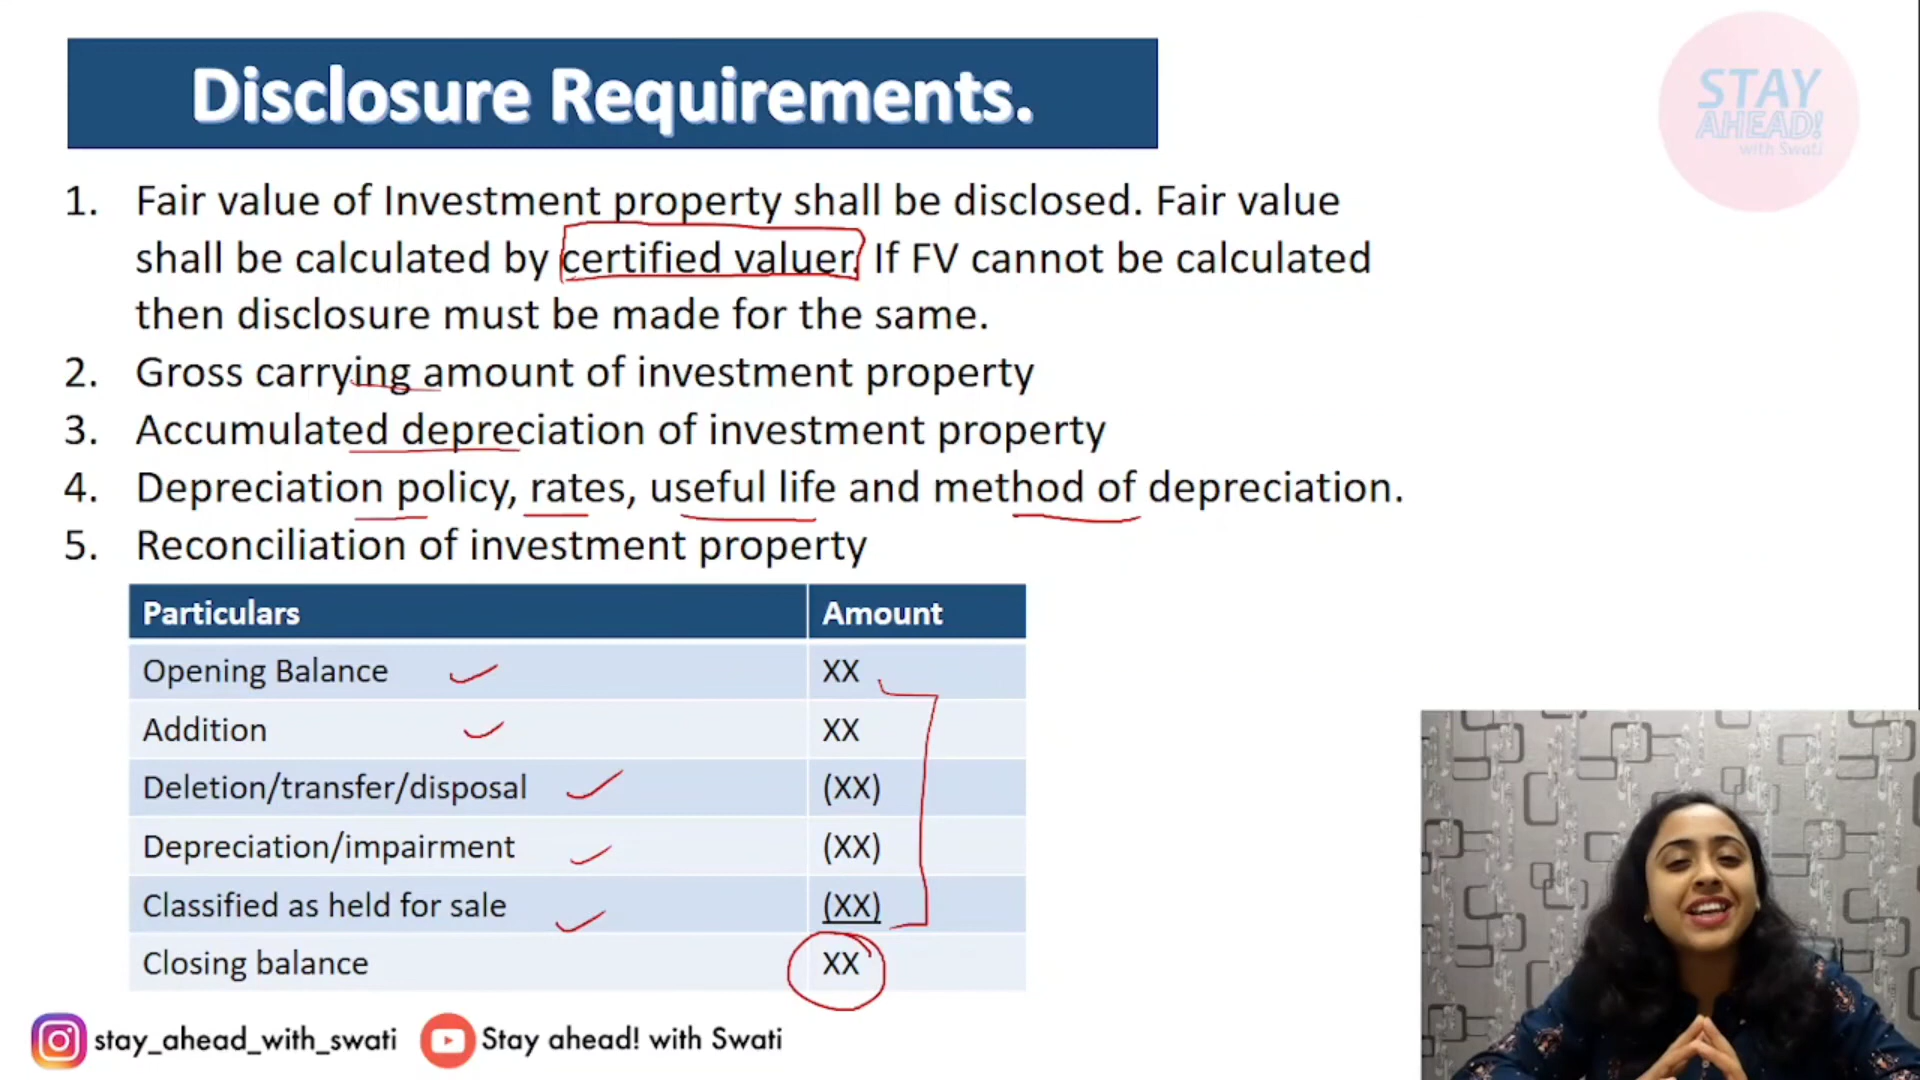 Disclosure Requirements.
STAY
AHEAD!
with Swati
1. Fair value of Investment property shall be disclosed. Fair value
shall be calculated by certified valuer. If FV cannot be calculated
then disclosure must be made for the same.
2. Gross carrying amount of investment property
3. Accumulated depreciation of investment property
4. Depreciation policy, rates, useful life and method of depreciation.
5. Reconciliation of investment property
Particulars Amount
Opening Balance XX
Addition XX
Deletion/transfer/disposal (XX)
Depreciation/impairment (XX)
Classified as held for sale (XX)
Closing balance XX
stay_ahead_with_swati Stay ahead! with Swati